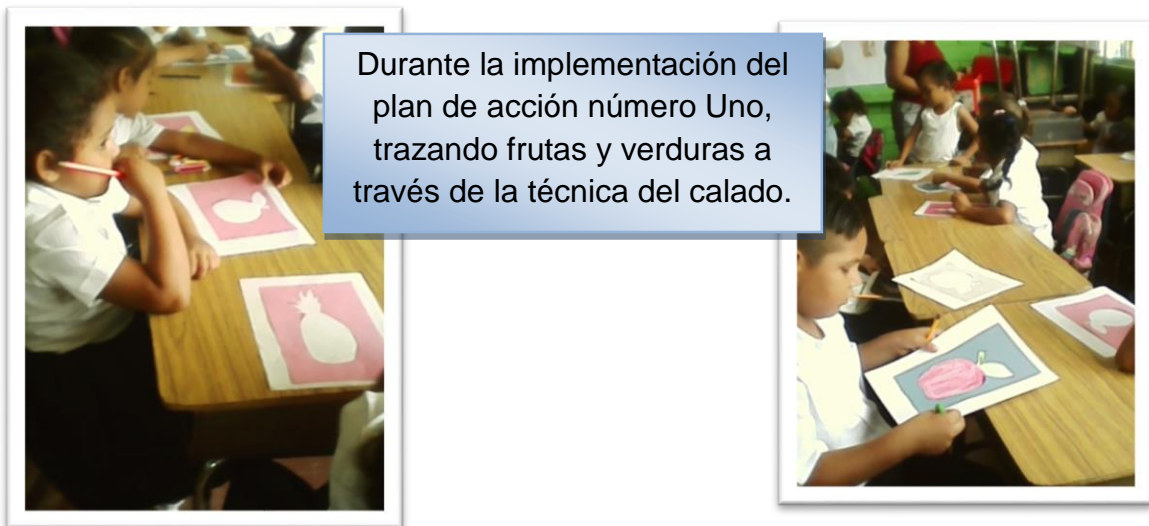 Durante la implementación del
plan de acción número Uno,
trazando frutas y verduras a
través de la técnica del calado.